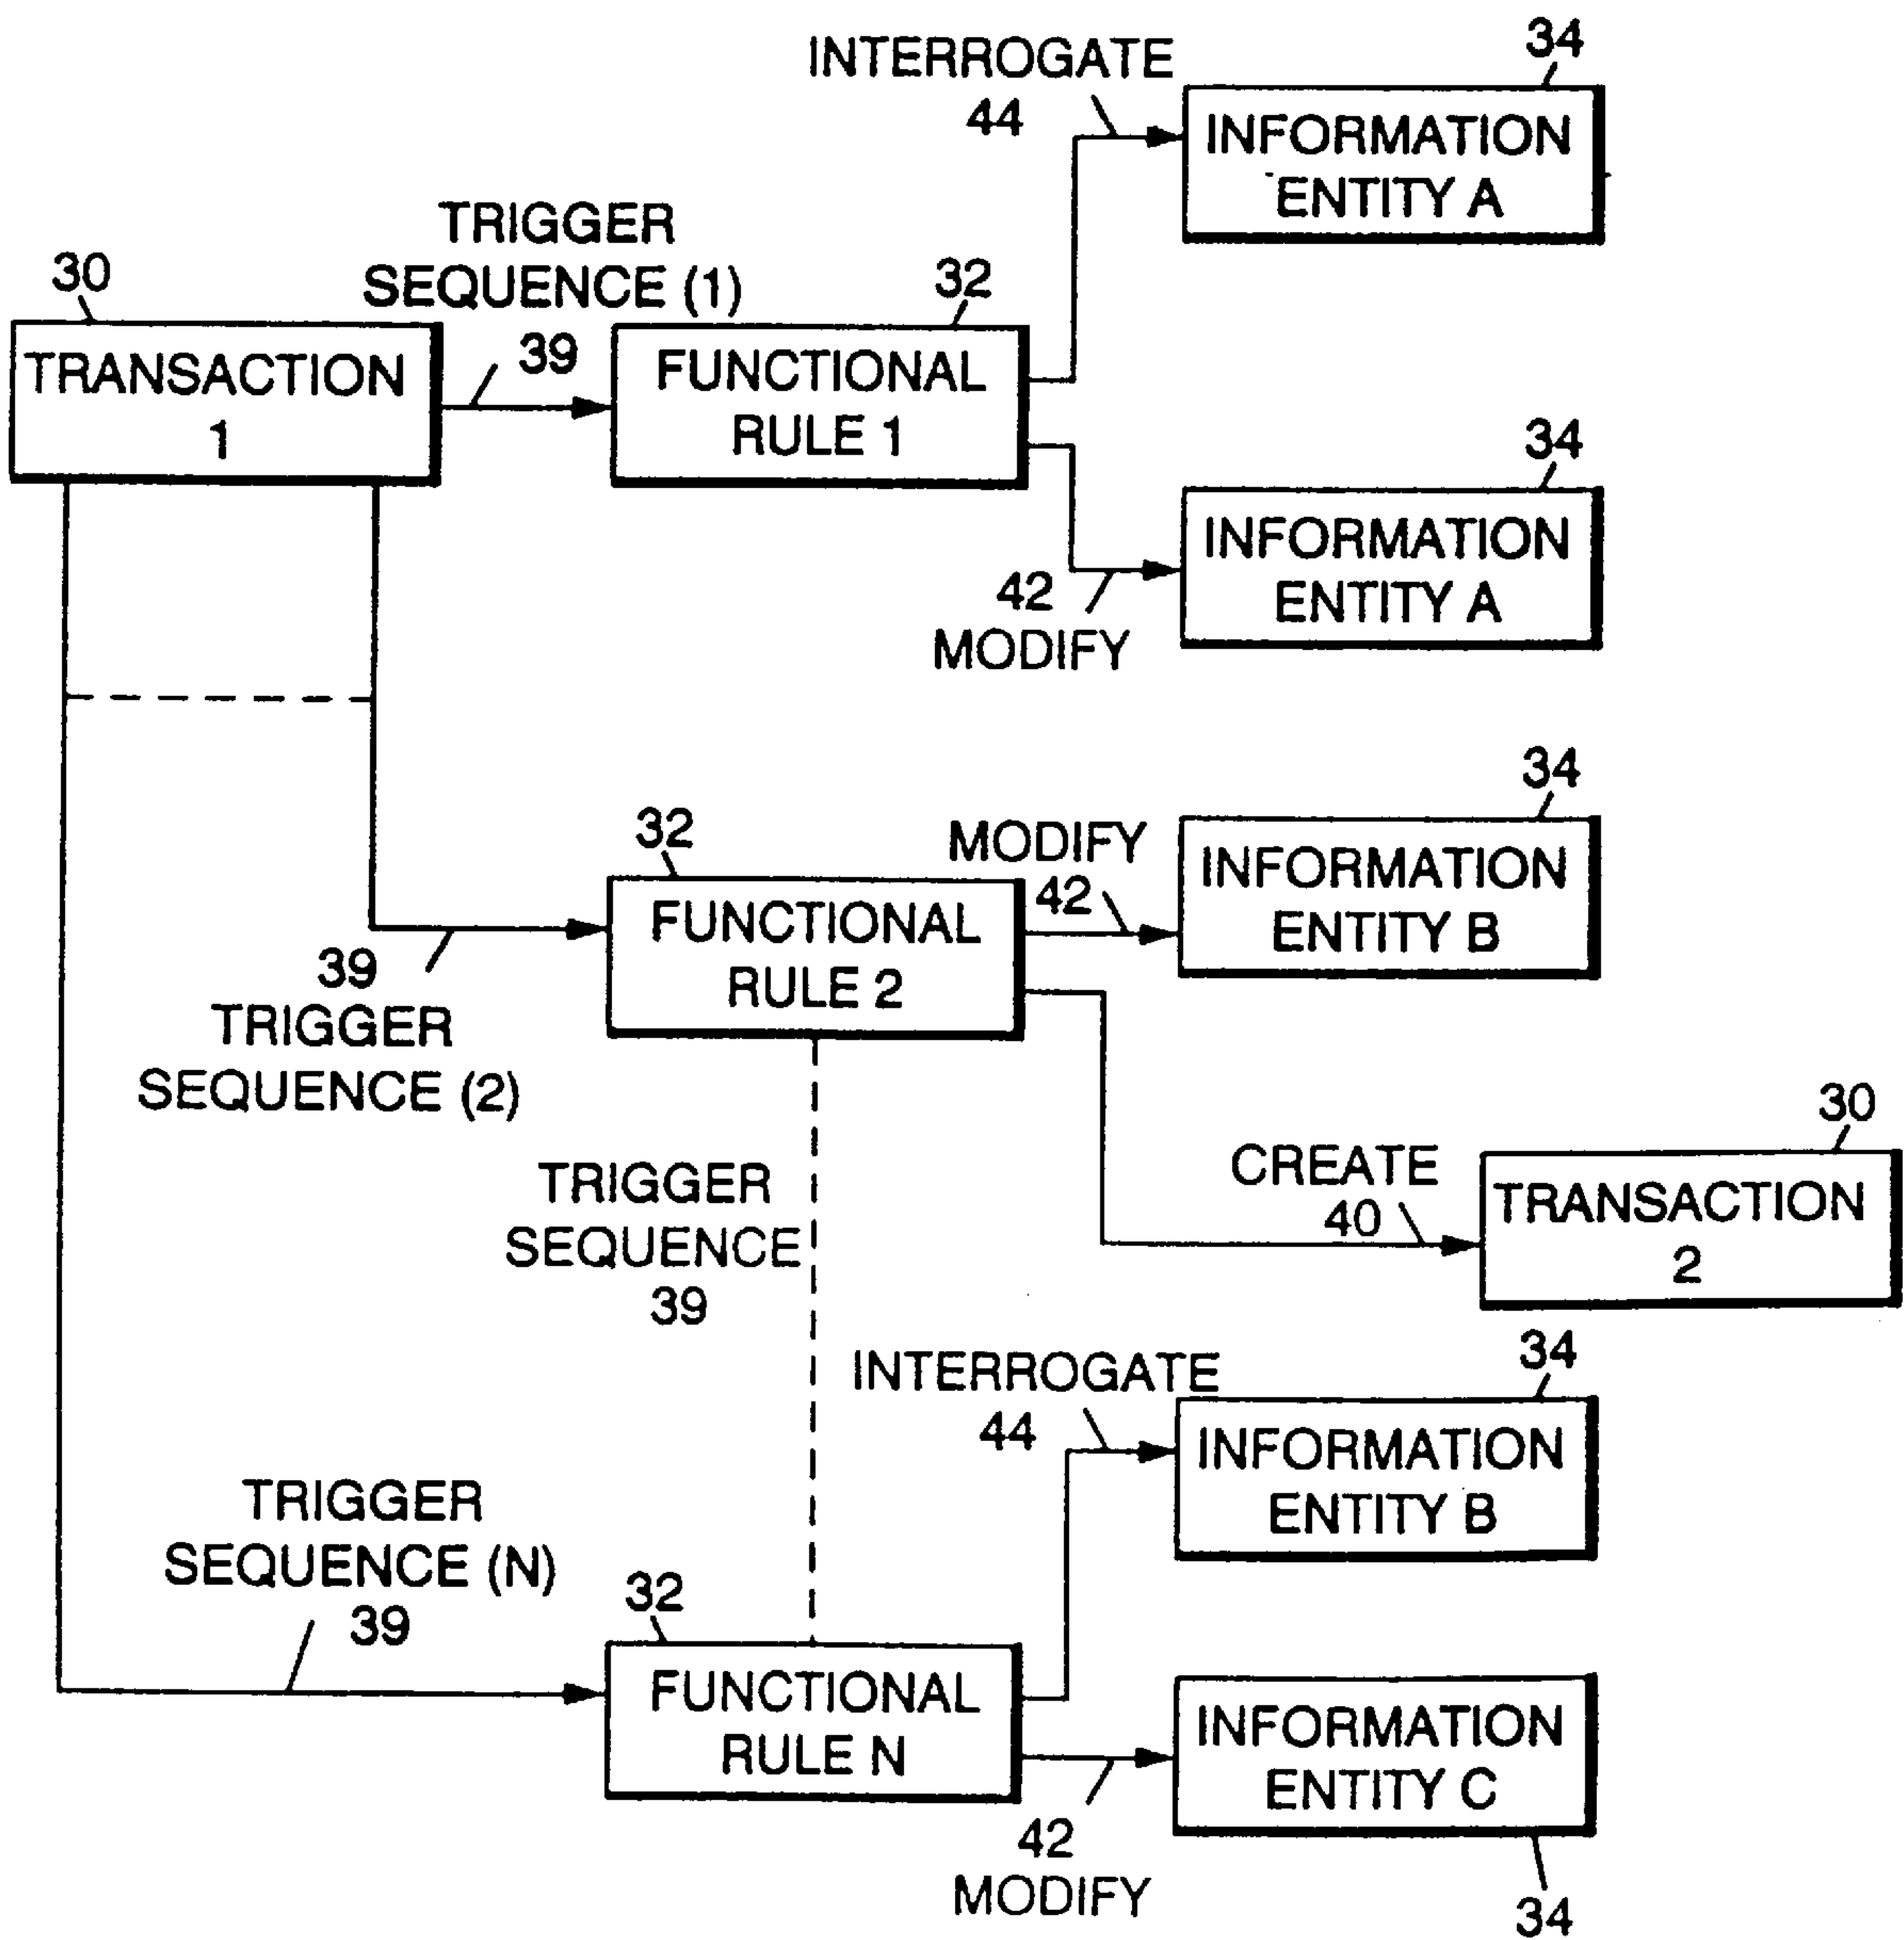 INTERROGATE
44
34
INFORMATION
ENTITY A
TRIGGER
SEQUENCE (1)
39
30
TRANSACTION
1
32
FUNCTIONAL
RULE 1
34
INFORMATION
ENTITY A
42
MODIFY
34
INFORMATION
ENTITY B
MODIFY
42
32
FUNCTIONAL
RULE 2
39
TRIGGER
SEQUENCE (2)
30
TRANSACTION
2
CREATE
40
TRIGGER
SEQUENCE
39
INTERROGATE
44
34
INFORMATION
ENTITY B
TRIGGER
SEQUENCE (N)
39
32
FUNCTIONAL
RULE N
INFORMATION
ENTITY C
42
MODIFY
34